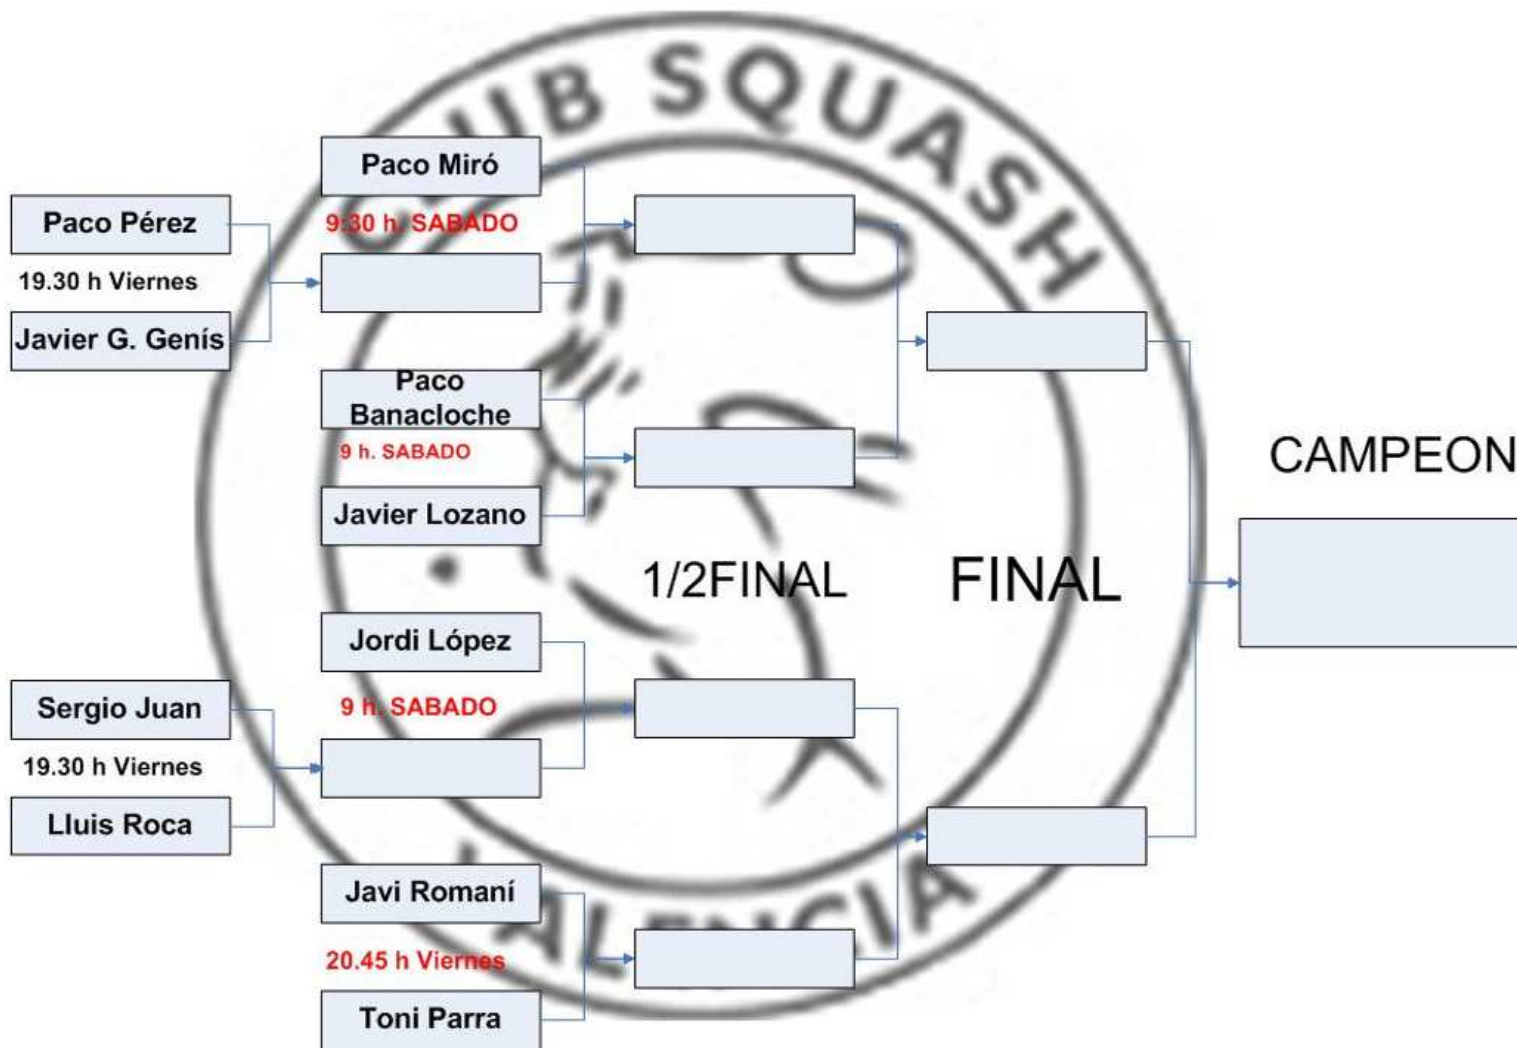 CLUB SQUASH
Paco Miró
Paco Pérez
9:30 h. SABADO
19.30 h Viernes
Javier G. Genís
Paco
Banacloche
9 h. SABADO
CAMPEON
Javier Lozano
1/2FINAL
FINAL
Jordi López
Sergio Juan
9 h. SABADO
19.30 h Viernes
Lluis Roca
Javi Romaní
20.45 h Viernes
Toni Parra
VALENCIA